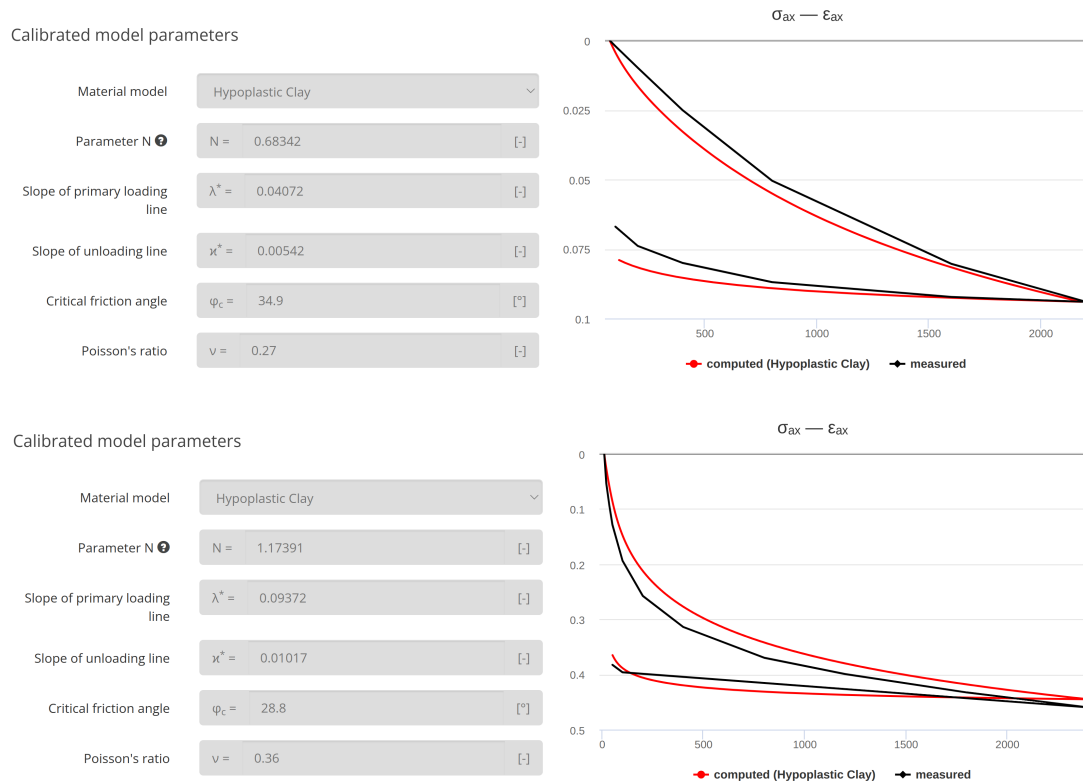 Calibrated model parameters
Material model
Hypoplastic Clay
Parameter N ?
N = 0.68342 [-]
Slope of primary loading
line
λ* = 0.04072 [-]
Slope of unloading line
ϰ* = 0.00542 [-]
Critical friction angle
φc = 34.9 [°]
Poisson's ratio
ν = 0.27 [-]
σax — εax
0
0.025
0.05
0.075
0.1
500 1000 1500 2000
computed (Hypoplastic Clay) measured
Calibrated model parameters
Material model
Hypoplastic Clay
Parameter N ?
N = 1.17391 [-]
Slope of primary loading
line
λ* = 0.09372 [-]
Slope of unloading line
ϰ* = 0.01017 [-]
Critical friction angle
φc = 28.8 [°]
Poisson's ratio
ν = 0.36 [-]
σax — εax
0
0.1
0.2
0.3
0.4
0.5
0 500 1000 1500 2000
computed (Hypoplastic Clay) measured